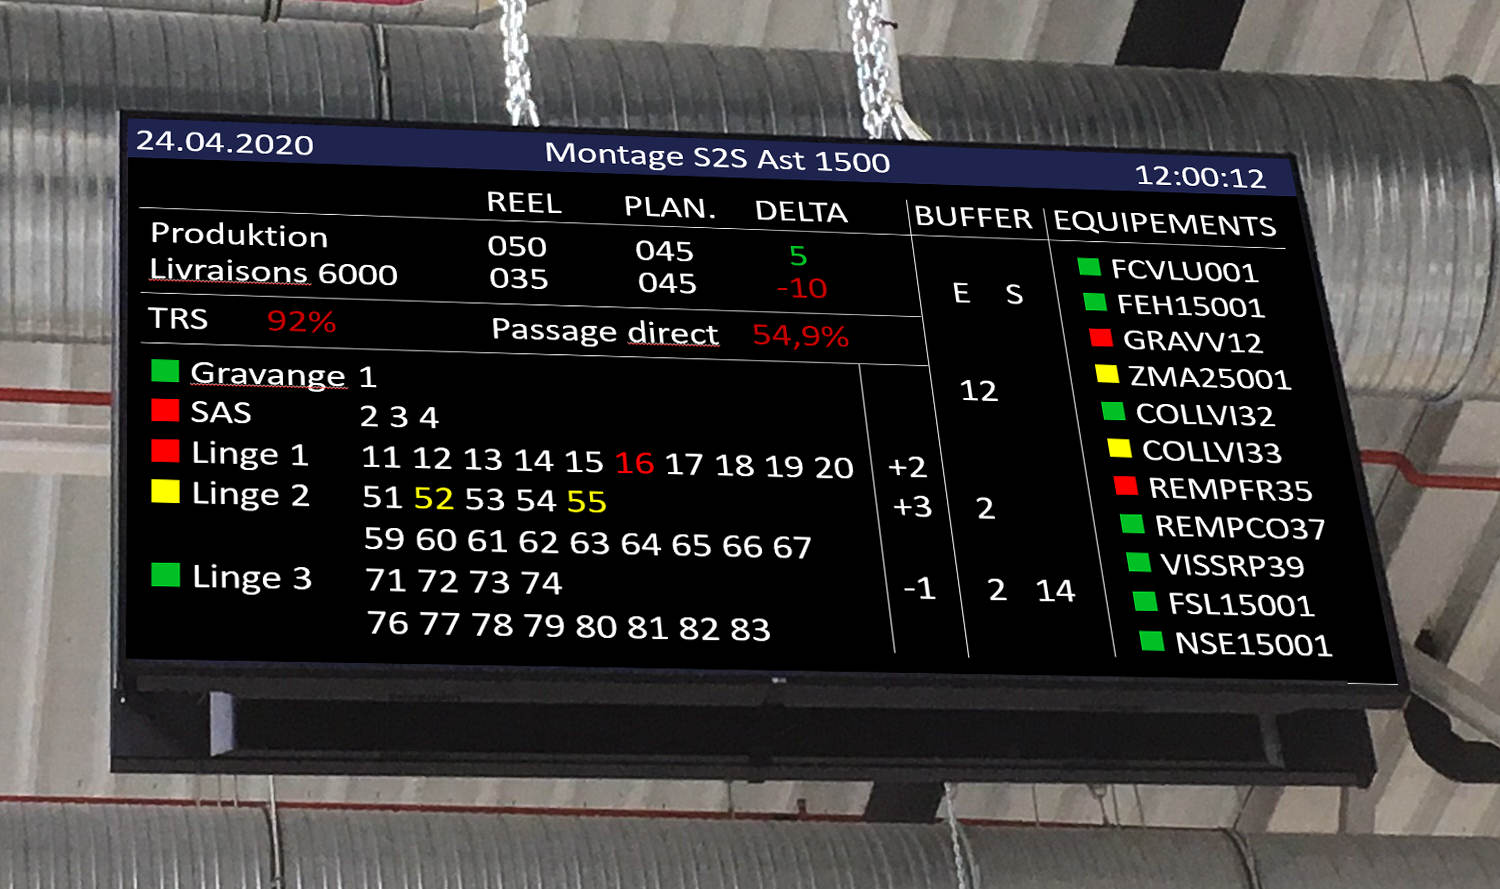 24.04.2020 Montage S2S Ast 1500 12:00:12
REEL PLAN. DELTA BUFFER EQUIPEMENTS
Produktion 050 045 5
Livraisons 6000 035 045 -10
E S
TRS 92% Passage direct 54,9%
Gravange 1
12
SAS 2 3 4
Linge 1 11 12 13 14 15 16 17 18 19 20 +2
Linge 2 51 52 53 54 55 +3 2
59 60 61 62 63 64 65 66 67
Linge 3 71 72 73 74 -1 2 14
76 77 78 79 80 81 82 83
FCVLU001
FEH15001
GRAVV12
ZMA25001
COLLVI32
COLLVI33
REMPFR35
REMPCO37
VISSRP39
FSL15001
NSE15001